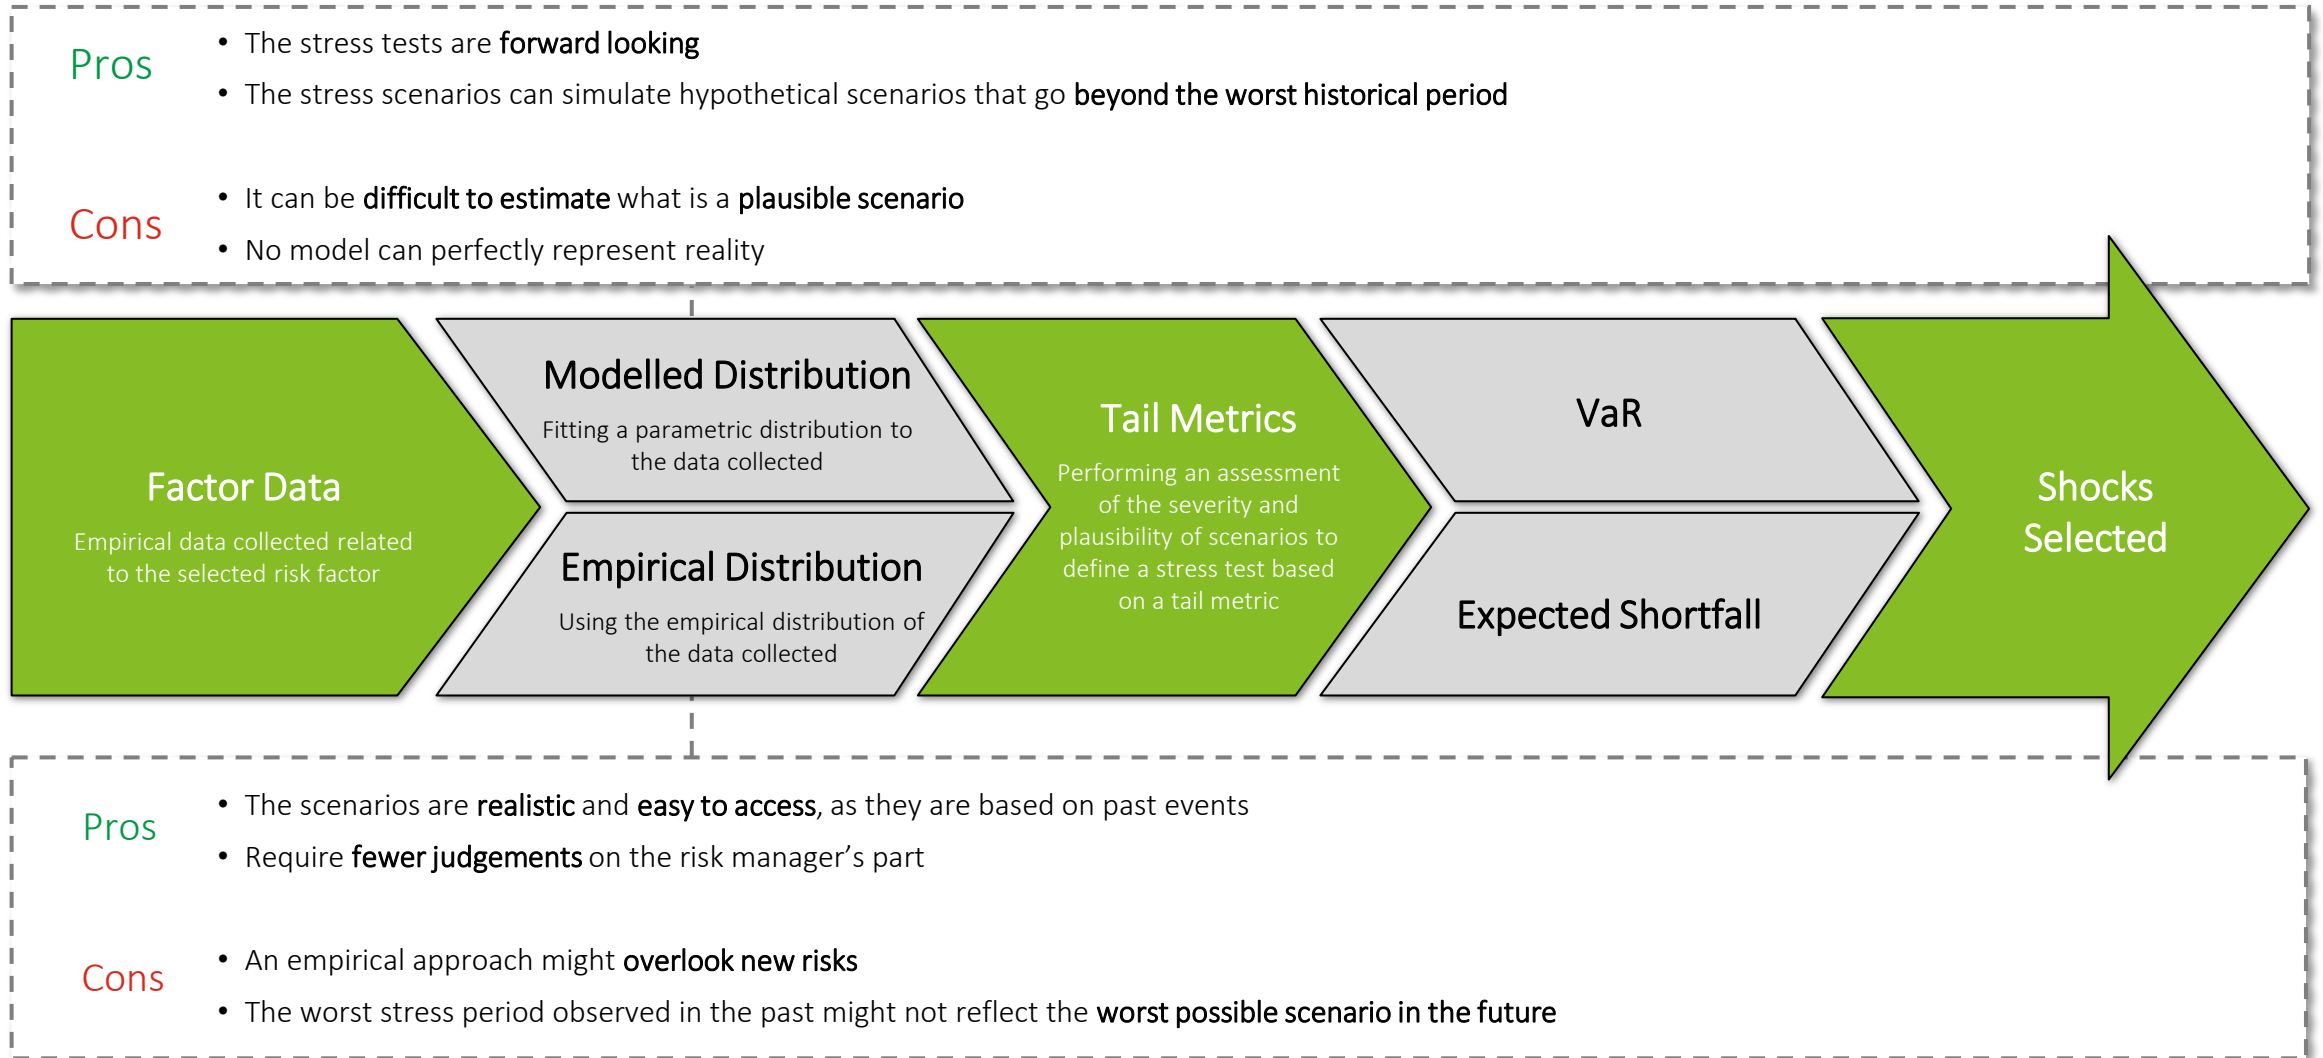 Pros
• The stress tests are forward looking
• The stress scenarios can simulate hypothetical scenarios that go beyond the worst historical period
Cons
• It can be difficult to estimate what is a plausible scenario
• No model can perfectly represent reality
Factor Data
Empirical data collected related
to the selected risk factor
Modelled Distribution
Fitting a parametric distribution to
the data collected
Empirical Distribution
Using the empirical distribution of
the data collected
Tail Metrics
Performing an assessment
of the severity and
plausibility of scenarios to
define a stress test based
on a tail metric
VaR
Expected Shortfall
Shocks
Selected
Pros
• The scenarios are realistic and easy to access, as they are based on past events
• Require fewer judgements on the risk manager’s part
Cons
• An empirical approach might overlook new risks
• The worst stress period observed in the past might not reflect the worst possible scenario in the future